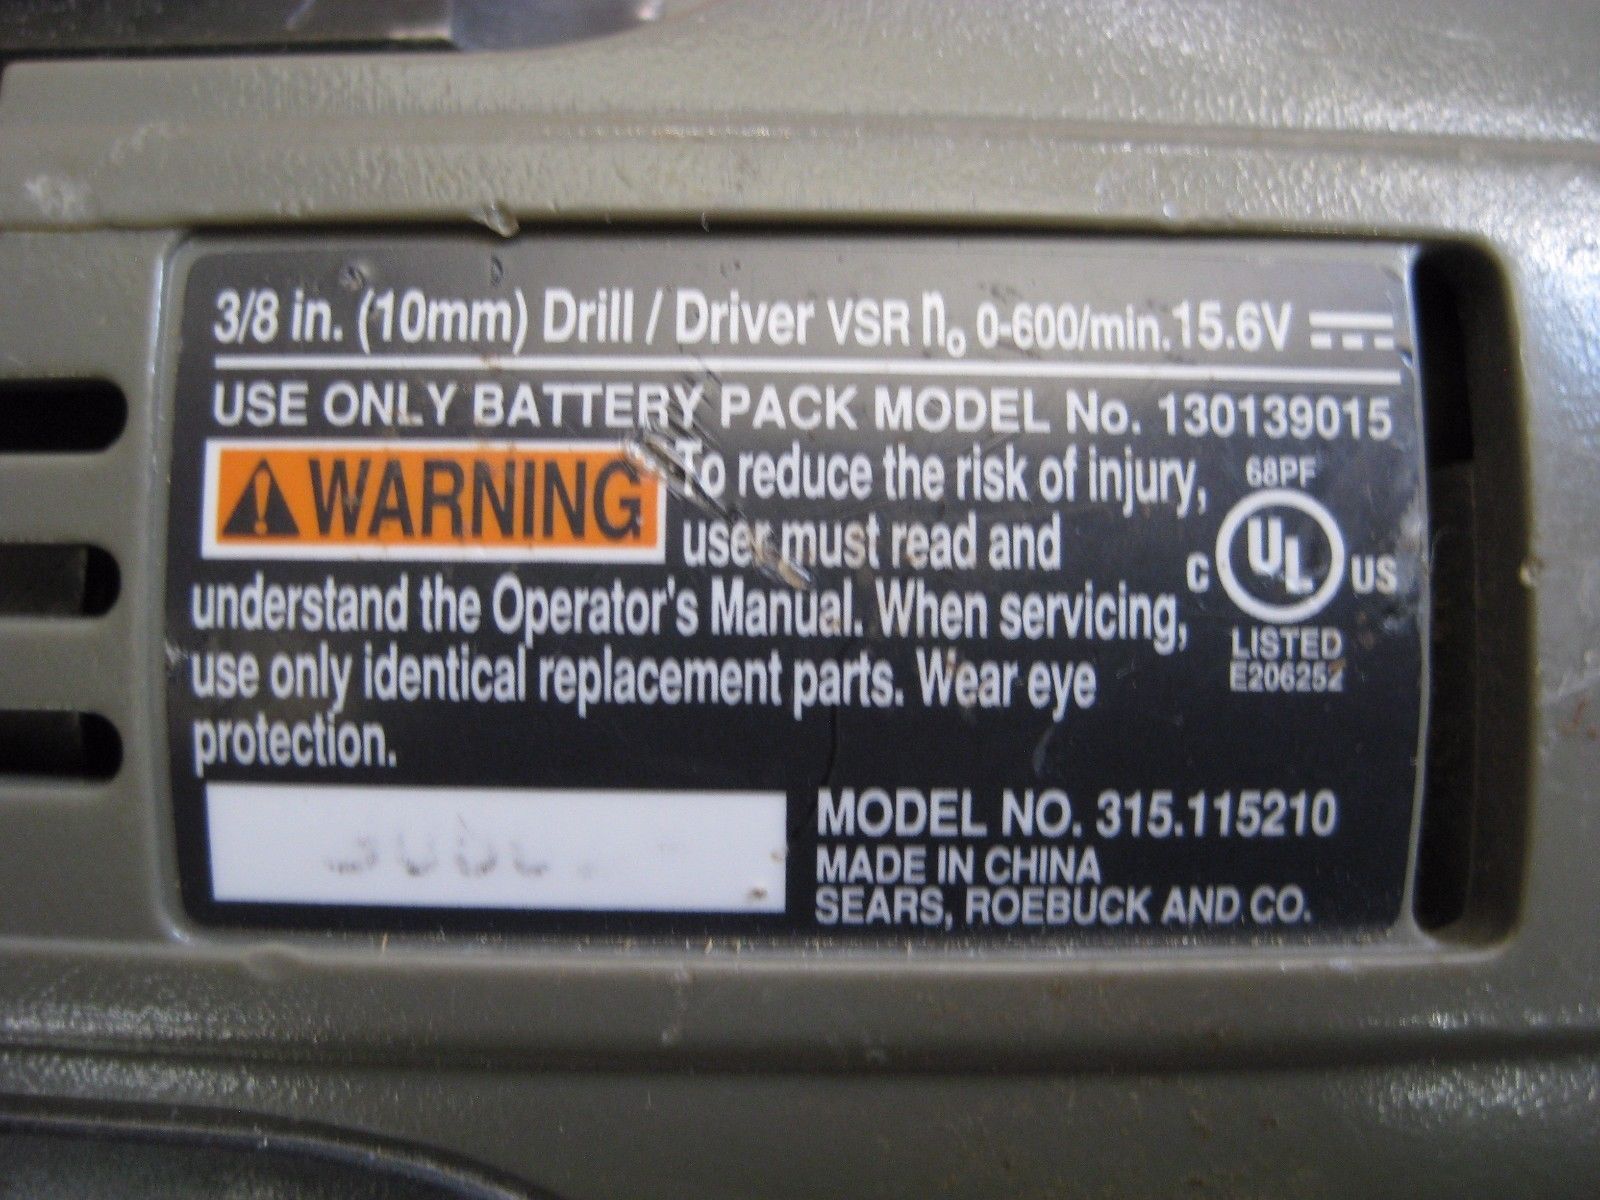 3/8 in. (10mm) Drill / Driver VSR n₀ 0-600/min. 15.6V
USE ONLY BATTERY PACK MODEL No. 130139015
WARNING To reduce the risk of injury,
user must read and
understand the Operator's Manual. When servicing,
use only identical replacement parts. Wear eye
protection.
68PF
C UL US
LISTED
E206252
MODEL NO. 315.115210
MADE IN CHINA
SEARS, ROEBUCK AND CO.